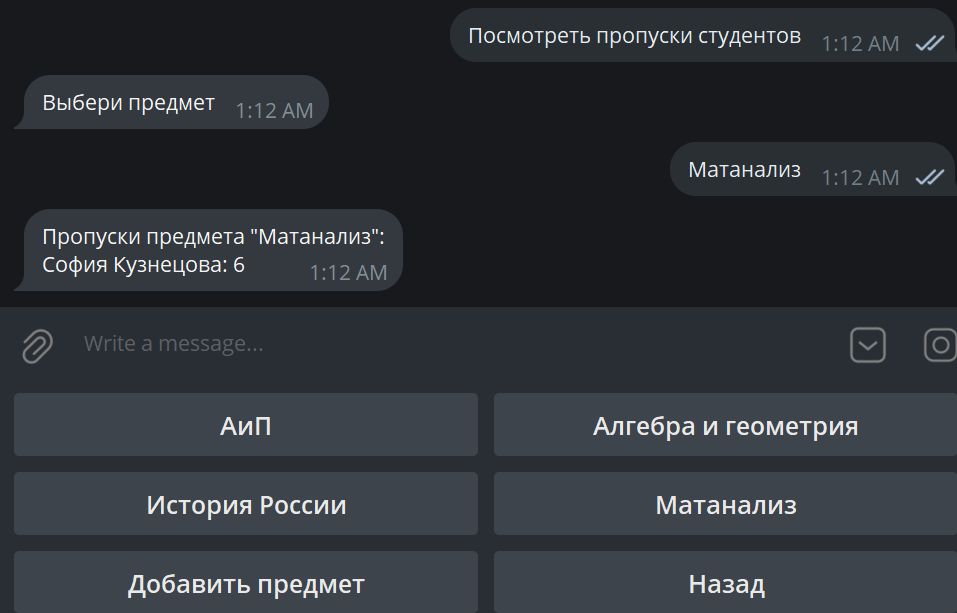 Посмотреть пропуски студентов 1:12 AM
Выбери предмет 1:12 AM
Матанализ 1:12 AM
Пропуски предмета "Матанализ":
София Кузнецова: 6 1:12 AM
Write a message...
АиП Алгебра и геометрия
История России Матанализ
Добавить предмет Назад